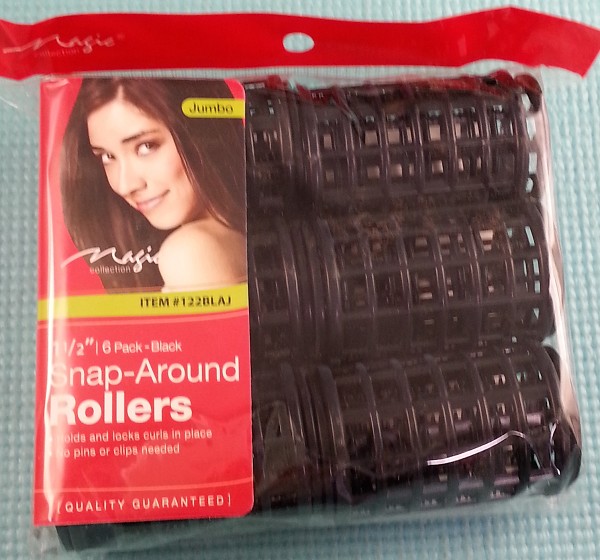 Magic
collection
Jumbo
Magic
collection
ITEM #122BLAJ
1 1/2" | 6 Pack - Black
Snap-Around
Rollers
• Holds and locks curls in place
• No pins or clips needed
[QUALITY GUARANTEED]